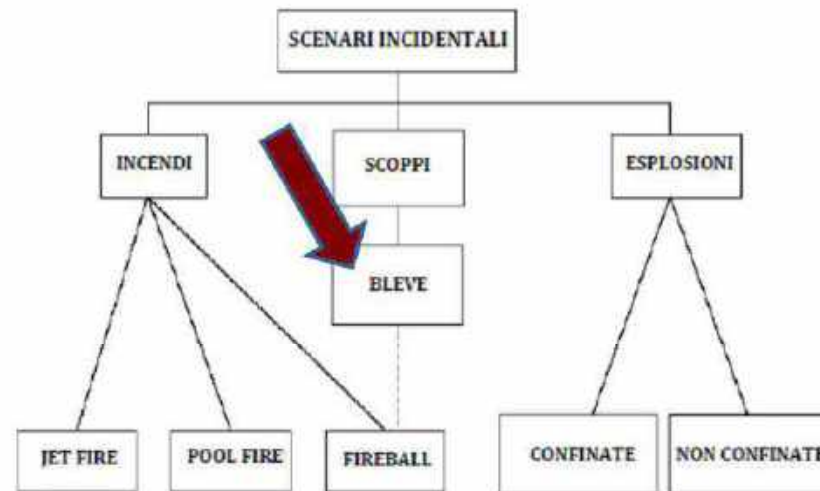 SCENARI INCIDENTALI
INCENDI
SCOPPI
ESPLOSIONI
BLEVE
JET FIRE
POOL FIRE
FIREBALL
CONFINATE
NON CONFINATE